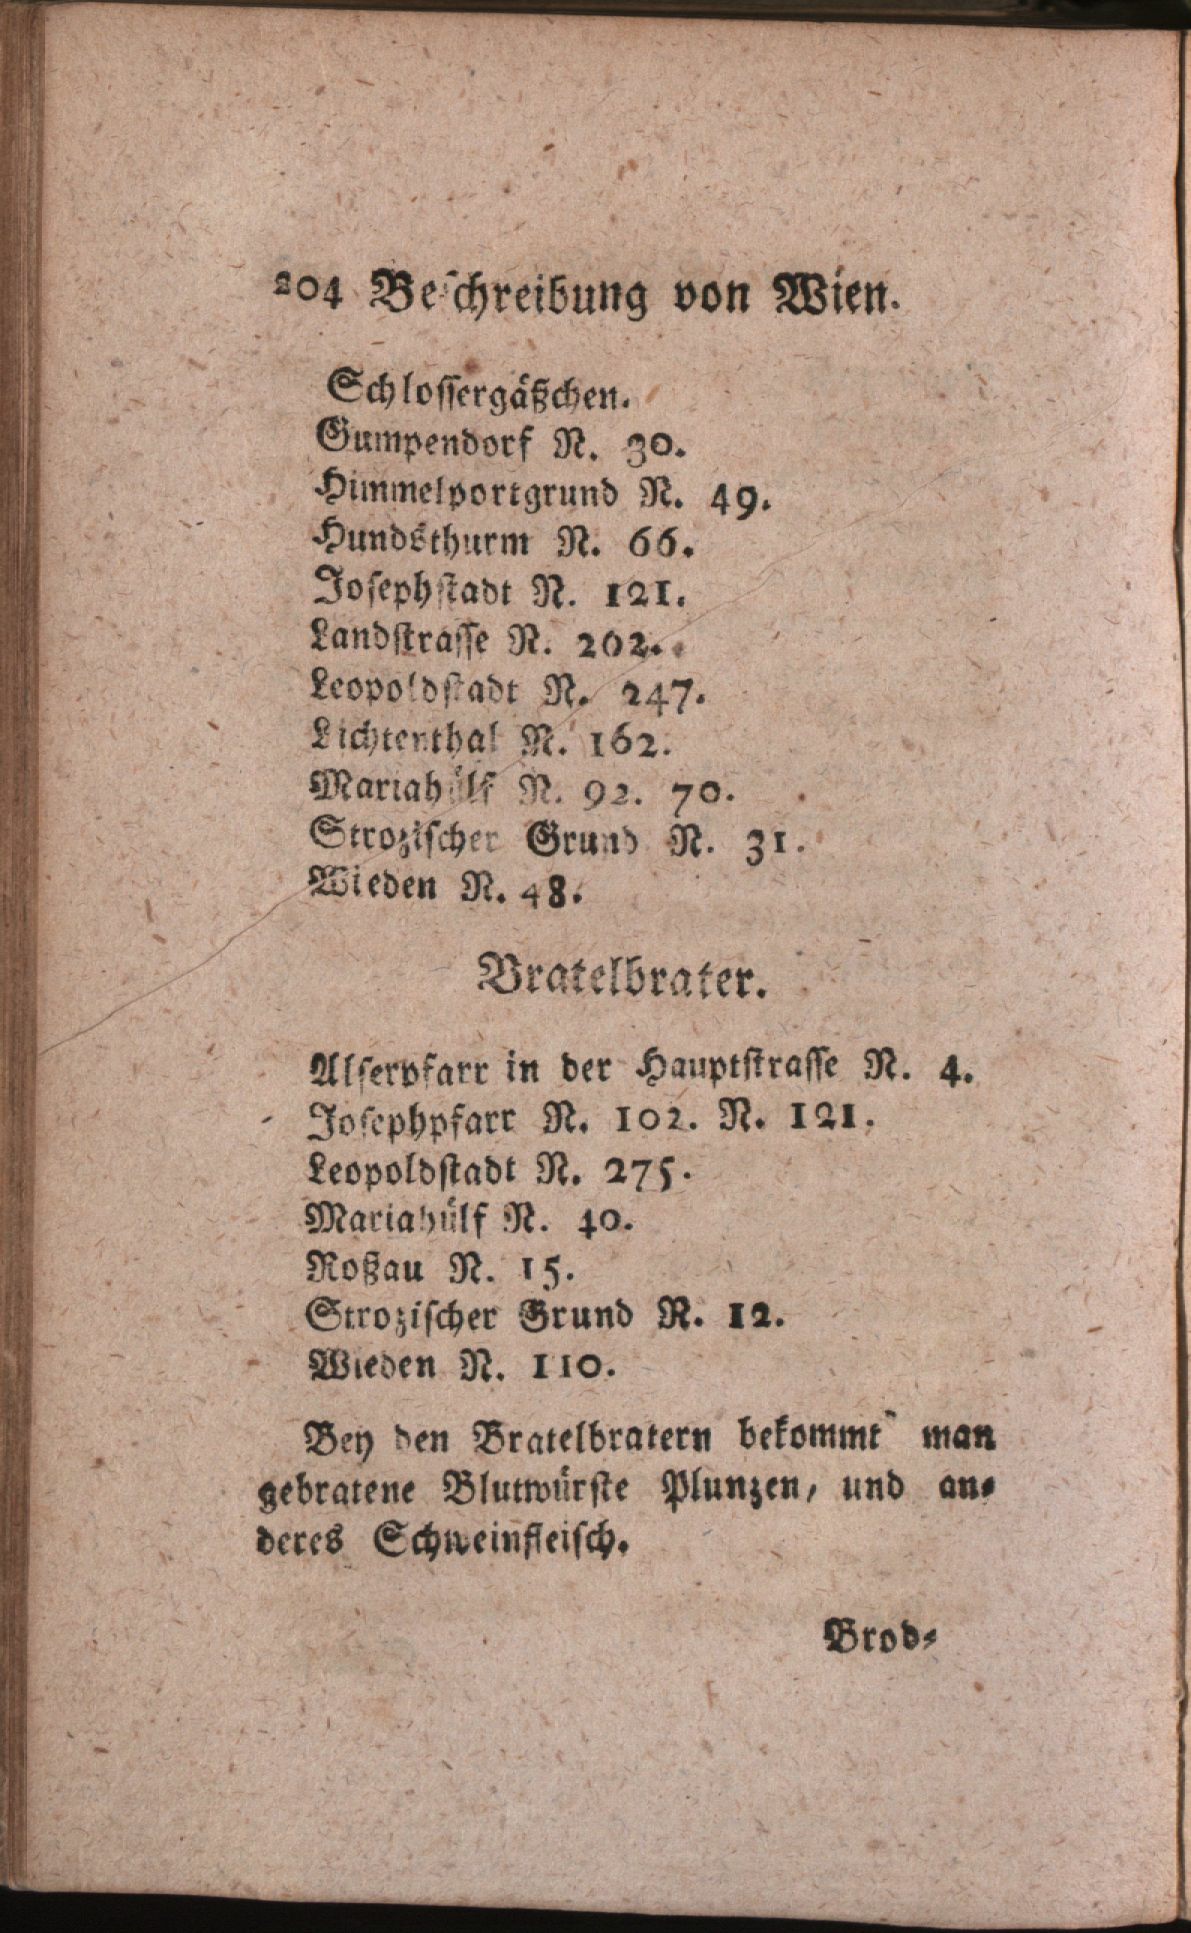 204 Beschreibung von Wien.
Schlossergäßchen.
Gumpendorf N. 30.
Himmelportgrund N. 49.
Hundsthurm N. 66.
Josephstadt N. 121.
Landstrasse N. 202.
Leopoldstadt N. 247.
Lichtenthal N. 162.
Mariahülf N. 92. 70.
Strozischer Grund N. 31.
Wieden N. 48.
Bratelbrater.
Alserpfarr in der Hauptstrasse N. 4.
Josephpfarr N. 102. N. 121.
Leopoldstadt N. 275.
Mariahülf N. 40.
Roßau N. 15.
Strozischer Grund N. 12.
Wieden N. 110.
Bey den Bratelbratern bekommt man
gebratene Blutwürste Plunzen, und an-
deres Schweinfleisch.
Brod-